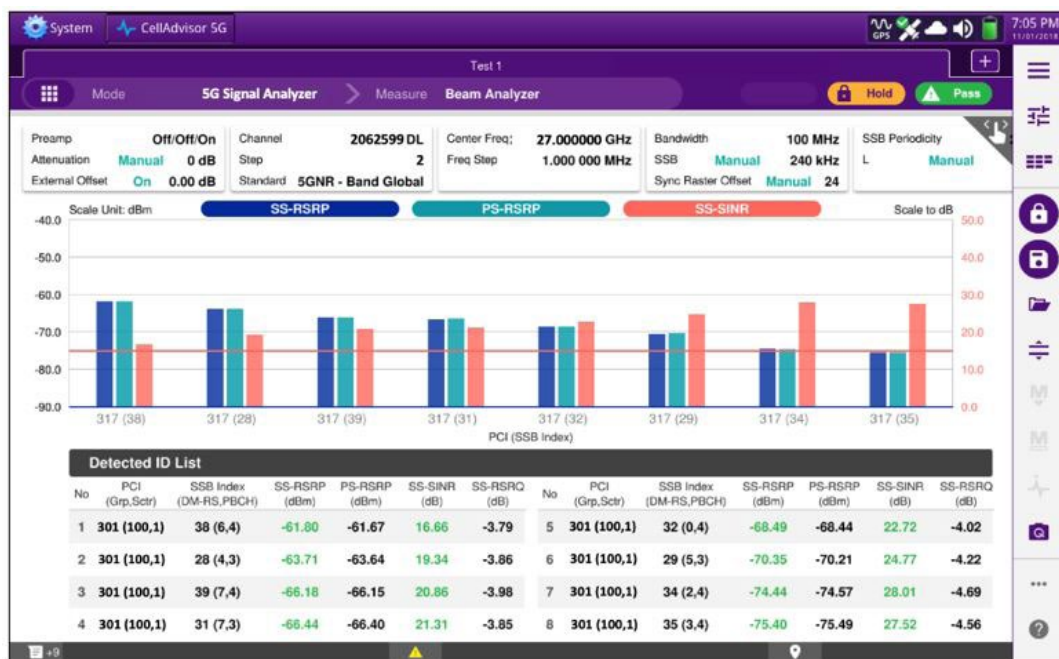 System CellAdvisor 5G GPS 7:05 PM
11/01/2018
Test 1 +
Mode 5G Signal Analyzer Measure Beam Analyzer Hold Pass
Preamp Off/Off/On
Attenuation Manual 0 dB
External Offset On 0.00 dB
Channel 2062599 DL
Step 2
Standard 5GNR - Band Global
Center Freq; 27.000000 GHz
Freq Step 1.000 000 MHz
Bandwidth 100 MHz
SSB Manual 240 kHz
Sync Raster Offset Manual 24
SSB Periodicity
L Manual
Scale Unit: dBm SS-RSRP PS-RSRP SS-SINR Scale to dB
-40.0 50.0
-50.0 40.0
-60.0 30.0
-70.0 20.0
-80.0 10.0
-90.0 0.0
317 (38) 317 (28) 317 (39) 317 (31) 317 (32) 317 (29) 317 (34) 317 (35)
PCI (SSB Index)
Detected ID List
No PCI (Grp,Sctr) SSB Index (DM-RS,PBCH) SS-RSRP (dBm) PS-RSRP (dBm) SS-SINR (dB) SS-RSRQ (dB) No PCI (Grp,Sctr) SSB Index (DM-RS,PBCH) SS-RSRP (dBm) PS-RSRP (dBm) SS-SINR (dB) SS-RSRQ (dB)
1 301 (100,1) 38 (6,4) -61.80 -61.67 16.66 -3.79 5 301 (100,1) 32 (0,4) -68.49 -68.44 22.72 -4.02
2 301 (100,1) 28 (4,3) -63.71 -63.64 19.34 -3.86 6 301 (100,1) 29 (5,3) -70.35 -70.21 24.77 -4.22
3 301 (100,1) 39 (7,4) -66.18 -66.15 20.86 -3.98 7 301 (100,1) 34 (2,4) -74.44 -74.57 28.01 -4.69
4 301 (100,1) 31 (7,3) -66.44 -66.40 21.31 -3.85 8 301 (100,1) 35 (3,4) -75.40 -75.49 27.52 -4.56
+9